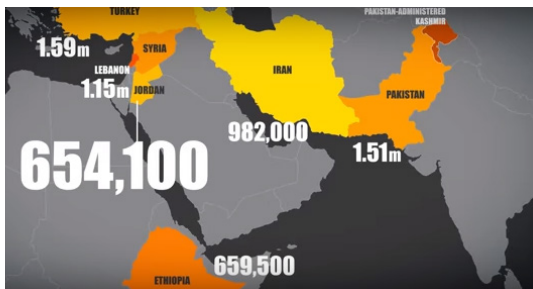 TURKEY
PAKISTAN-ADMINISTERED
KASHMIR
1.59m
SYRIA
LEBANON
IRAN
1.15m
JORDAN
PAKISTAN
982,000
654,100
1.51m
659,500
ETHIOPIA